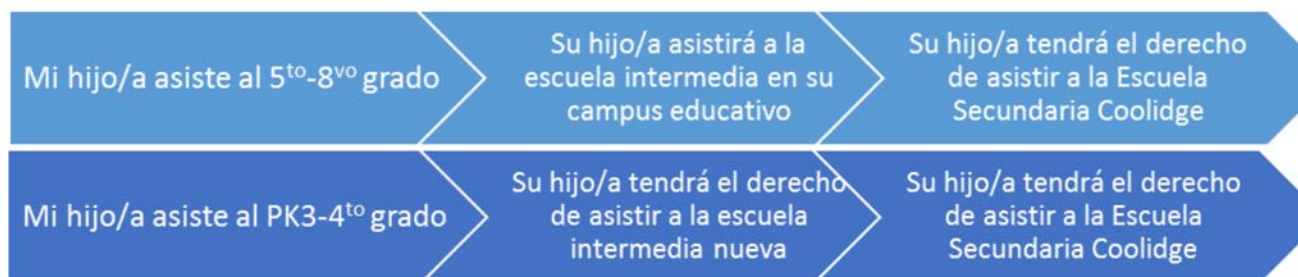 Mi hijo/a asiste al 5to-8vo grado
Su hijo/a asistirá a la
escuela intermedia en su
campus educativo
Su hijo/a tendrá el derecho
de asistir a la Escuela
Secundaria Coolidge
Mi hijo/a asiste al PK3-4to grado
Su hijo/a tendrá el derecho
de asistir a la escuela
intermedia nueva
Su hijo/a tendrá el derecho
de asistir a la Escuela
Secundaria Coolidge